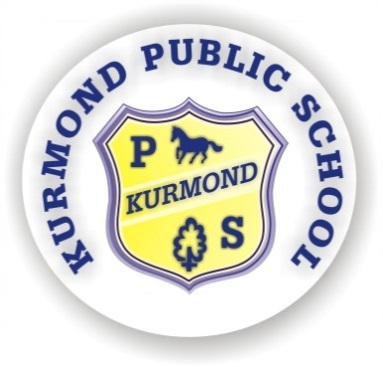 KURMOND PUBLIC SCHOOL
P
KURMOND
S